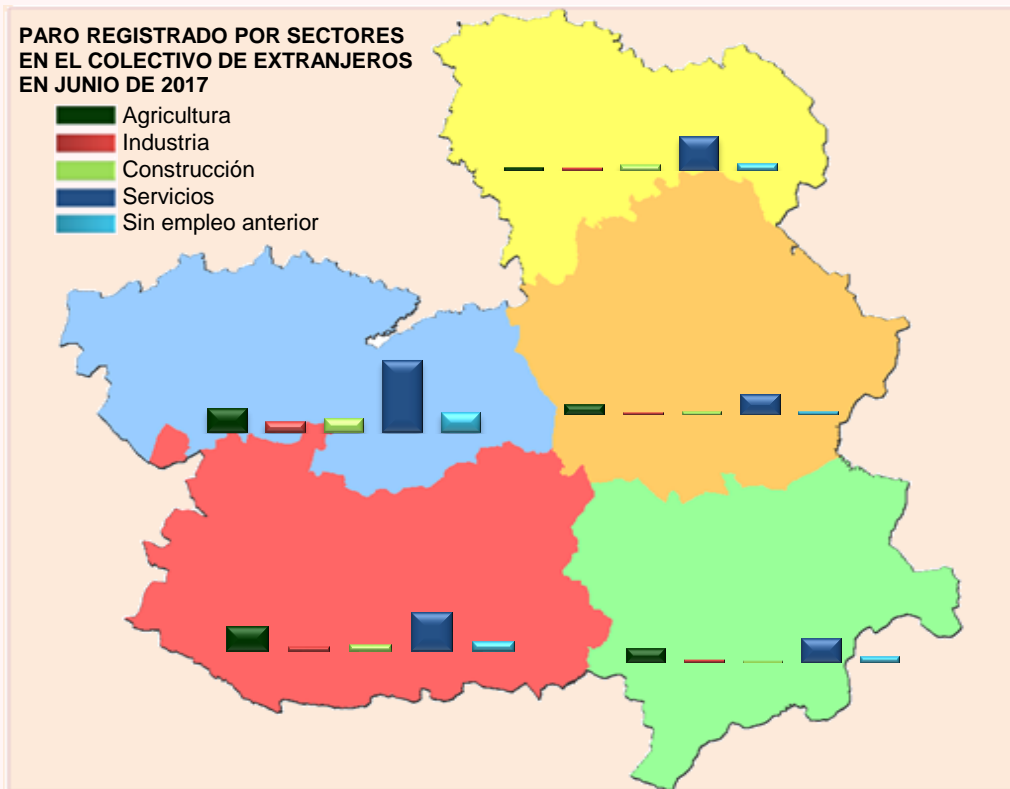 PARO REGISTRADO POR SECTORES
EN EL COLECTIVO DE EXTRANJEROS
EN JUNIO DE 2017
Agricultura
Industria
Construcción
Servicios
Sin empleo anterior